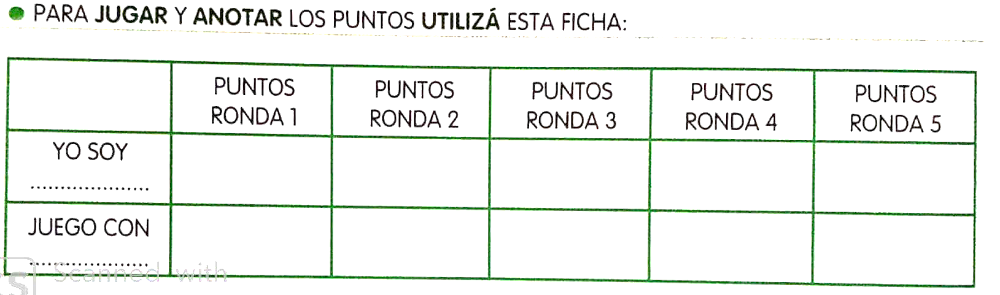 PARA JUGAR Y ANOTAR LOS PUNTOS UTILIZÁ ESTA FICHA:
PUNTOS RONDA 1
PUNTOS RONDA 2
PUNTOS RONDA 3
PUNTOS RONDA 4
PUNTOS RONDA 5
YO SOY
....................
JUEGO CON
....................
CS Scanned with